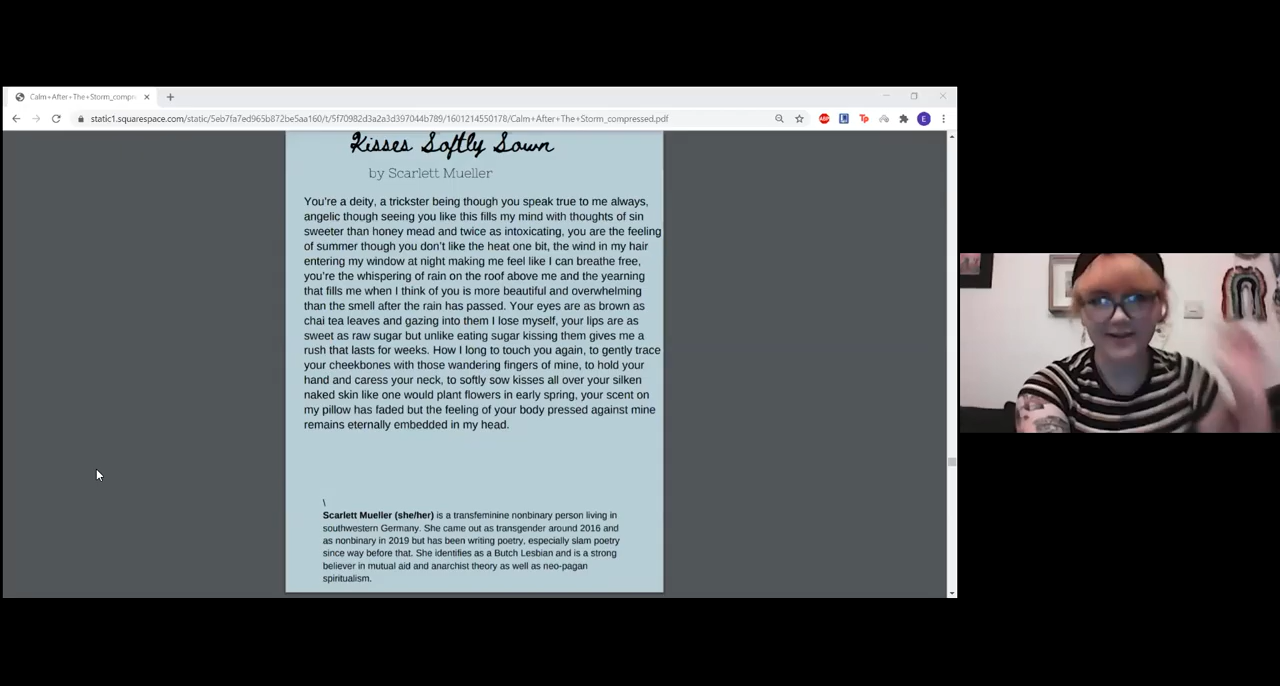 Calm+After+The+Storm_compre
static1.squarespace.com/static/5eb7fa7ed965b872be5aa160/t/5f70982d3a2a3d397044b789/1601214550178/Calm+After+The+Storm_compressed.pdf
ABP
Tp
E
Kisses Softly Sown
by Scarlett Mueller
You're a deity, a trickster being though you speak true to me always,
angelic though seeing you like this fills my mind with thoughts of sin
sweeter than honey mead and twice as intoxicating, you are the feeling
of summer though you don't like the heat one bit, the wind in my hair
entering my window at night making me feel like I can breathe free,
you're the whispering of rain on the roof above me and the yearning
that fills me when I think of you is more beautiful and overwhelming
than the smell after the rain has passed. Your eyes are as brown as
chai tea leaves and gazing into them I lose myself, your lips are as
sweet as raw sugar but unlike eating sugar kissing them gives me a
rush that lasts for weeks. How I long to touch you again, to gently trace
your cheekbones with those wandering fingers of mine, to hold your
hand and caress your neck, to softly sow kisses all over your silken
naked skin like one would plant flowers in early spring, your scent on
my pillow has faded but the feeling of your body pressed against mine
remains eternally embedded in my head.
\
Scarlett Mueller (she/her) is a transfeminine nonbinary person living in
southwestern Germany. She came out as transgender around 2016 and
as nonbinary in 2019 but has been writing poetry, especially slam poetry
since way before that. She identifies as a Butch Lesbian and is a strong
believer in mutual aid and anarchist theory as well as neo-pagan
spiritualism.